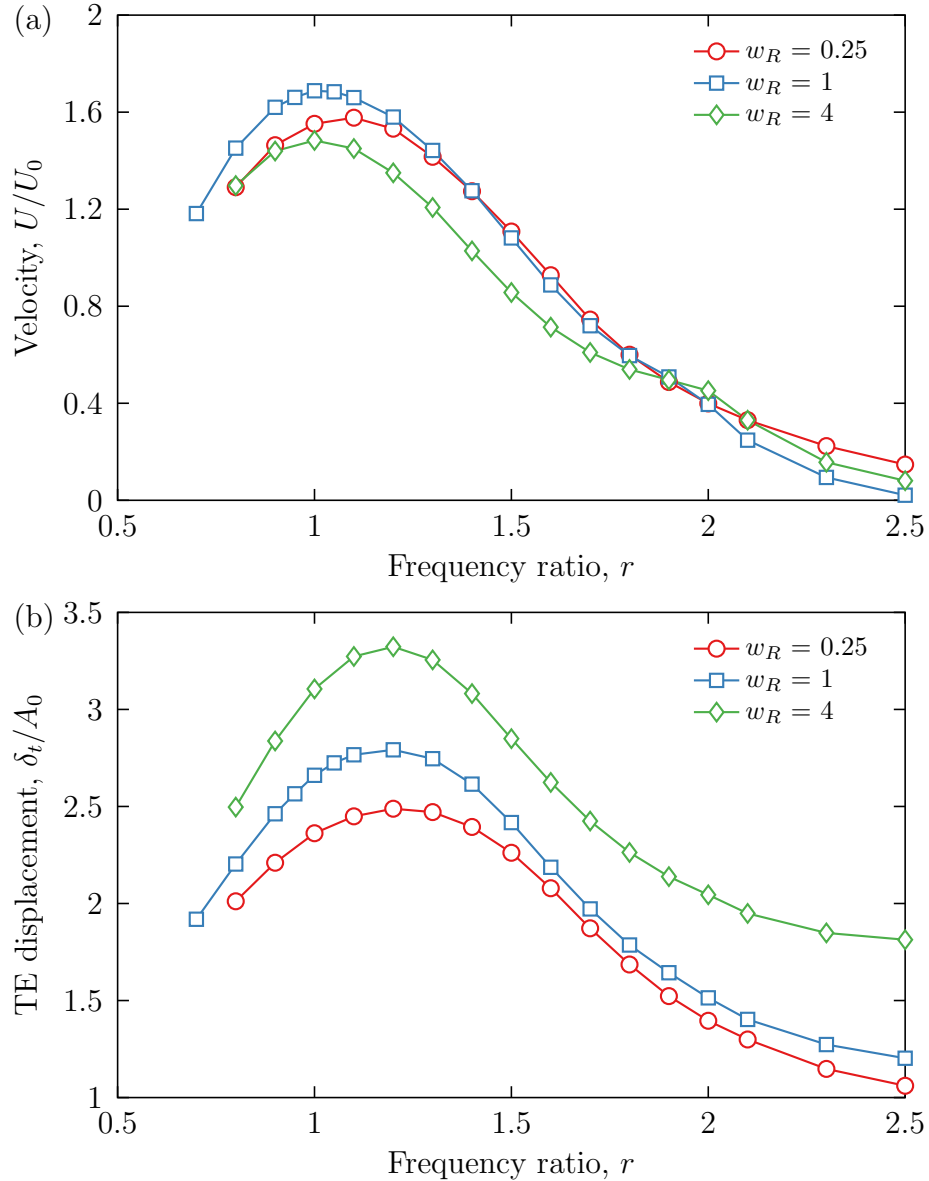 (a)
2
1.6
1.2
0.8
0.4
0
Velocity, U/U₀
w_R = 0.25
w_R = 1
w_R = 4
0.5 1 1.5 2 2.5
Frequency ratio, r
(b)
3.5
3
2.5
2
1.5
1
TE displacement, δ_t/A₀
w_R = 0.25
w_R = 1
w_R = 4
0.5 1 1.5 2 2.5
Frequency ratio, r